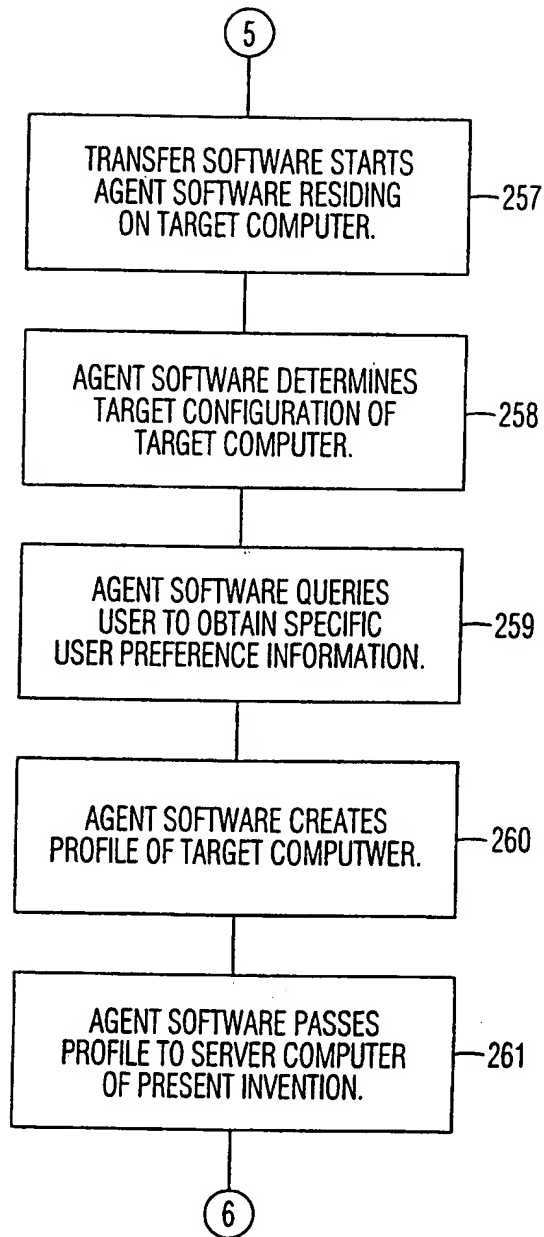 5
TRANSFER SOFTWARE STARTS
AGENT SOFTWARE RESIDING
ON TARGET COMPUTER.
257
AGENT SOFTWARE DETERMINES
TARGET CONFIGURATION OF
TARGET COMPUTER.
258
AGENT SOFTWARE QUERIES
USER TO OBTAIN SPECIFIC
USER PREFERENCE INFORMATION.
259
AGENT SOFTWARE CREATES
PROFILE OF TARGET COMPUTWER.
260
AGENT SOFTWARE PASSES
PROFILE TO SERVER COMPUTER
OF PRESENT INVENTION.
261
6